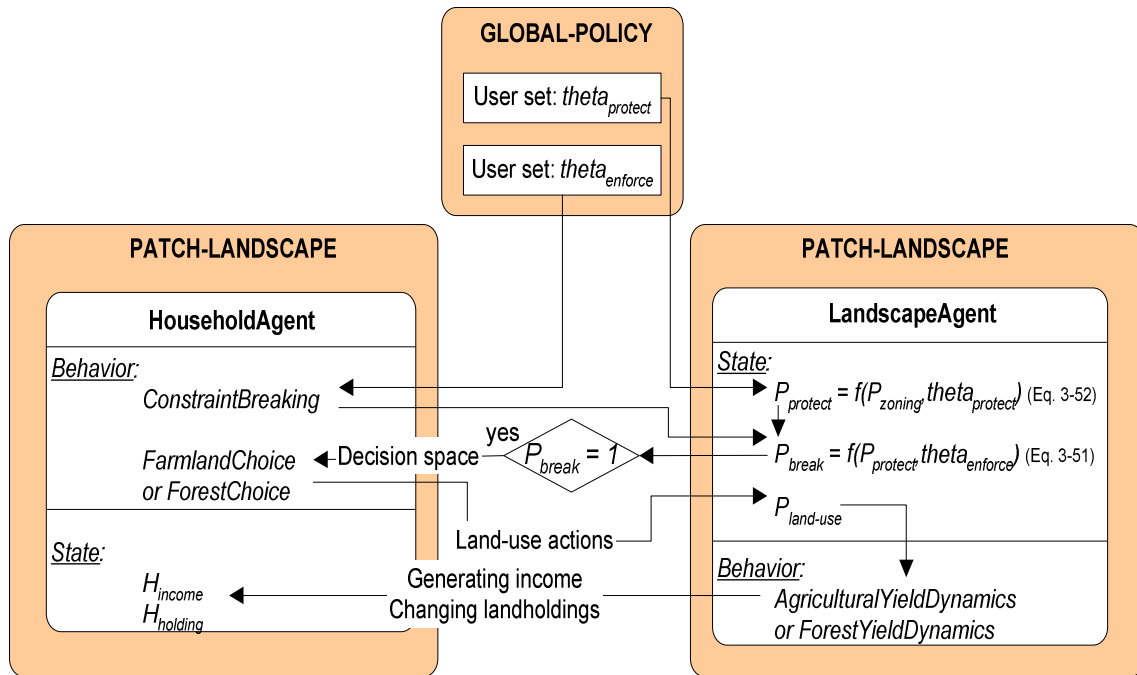 GLOBAL-POLICY
User set: theta_protect
User set: theta_enforce
PATCH-LANDSCAPE
HouseholdAgent
Behavior:
ConstraintBreaking
FarmlandChoice
or ForestChoice
State:
H_income
H_holding
yes
P_break = 1
Decision space
Land-use actions
Generating income
Changing landholdings
PATCH-LANDSCAPE
LandscapeAgent
State:
P_protect = f(P_zoning, theta_protect) (Eq. 3-52)
P_break = f(P_protect, theta_enforce) (Eq. 3-51)
P_land-use
Behavior:
AgriculturalYieldDynamics
or ForestYieldDynamics